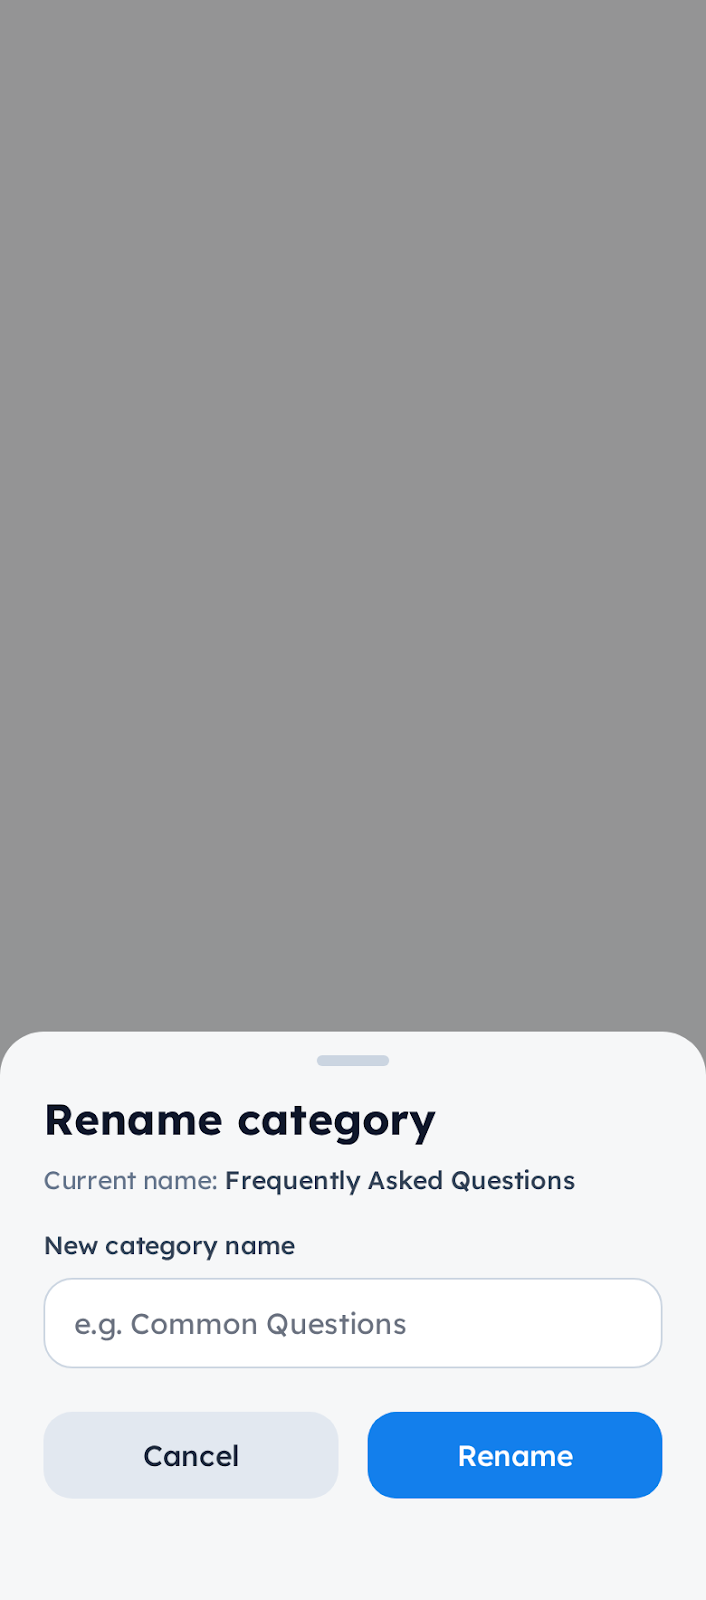 Rename category
Current name: Frequently Asked Questions
New category name
e.g. Common Questions
Cancel
Rename